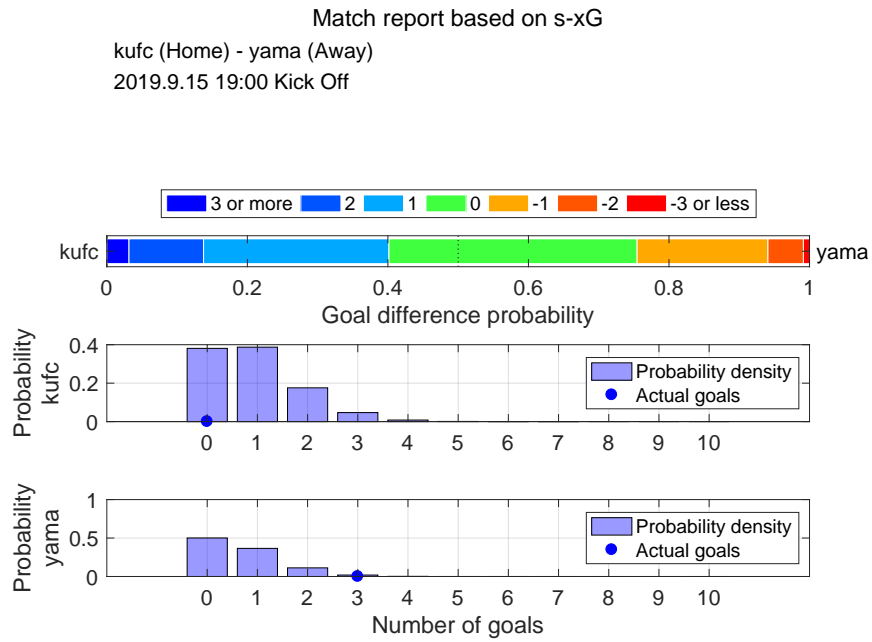 Match report based on s-xG
kufc (Home) - yama (Away)
2019.9.15 19:00 Kick Off
3 or more 2 1 0 -1 -2 -3 or less
kufc yama
0 0.2 0.4 0.6 0.8 1
Goal difference probability
Probability
kufc
0.4
0.2
0
Probability density
Actual goals
0 1 2 3 4 5 6 7 8 9 10
Probability
yama
1
0.5
0
Probability density
Actual goals
0 1 2 3 4 5 6 7 8 9 10
Number of goals